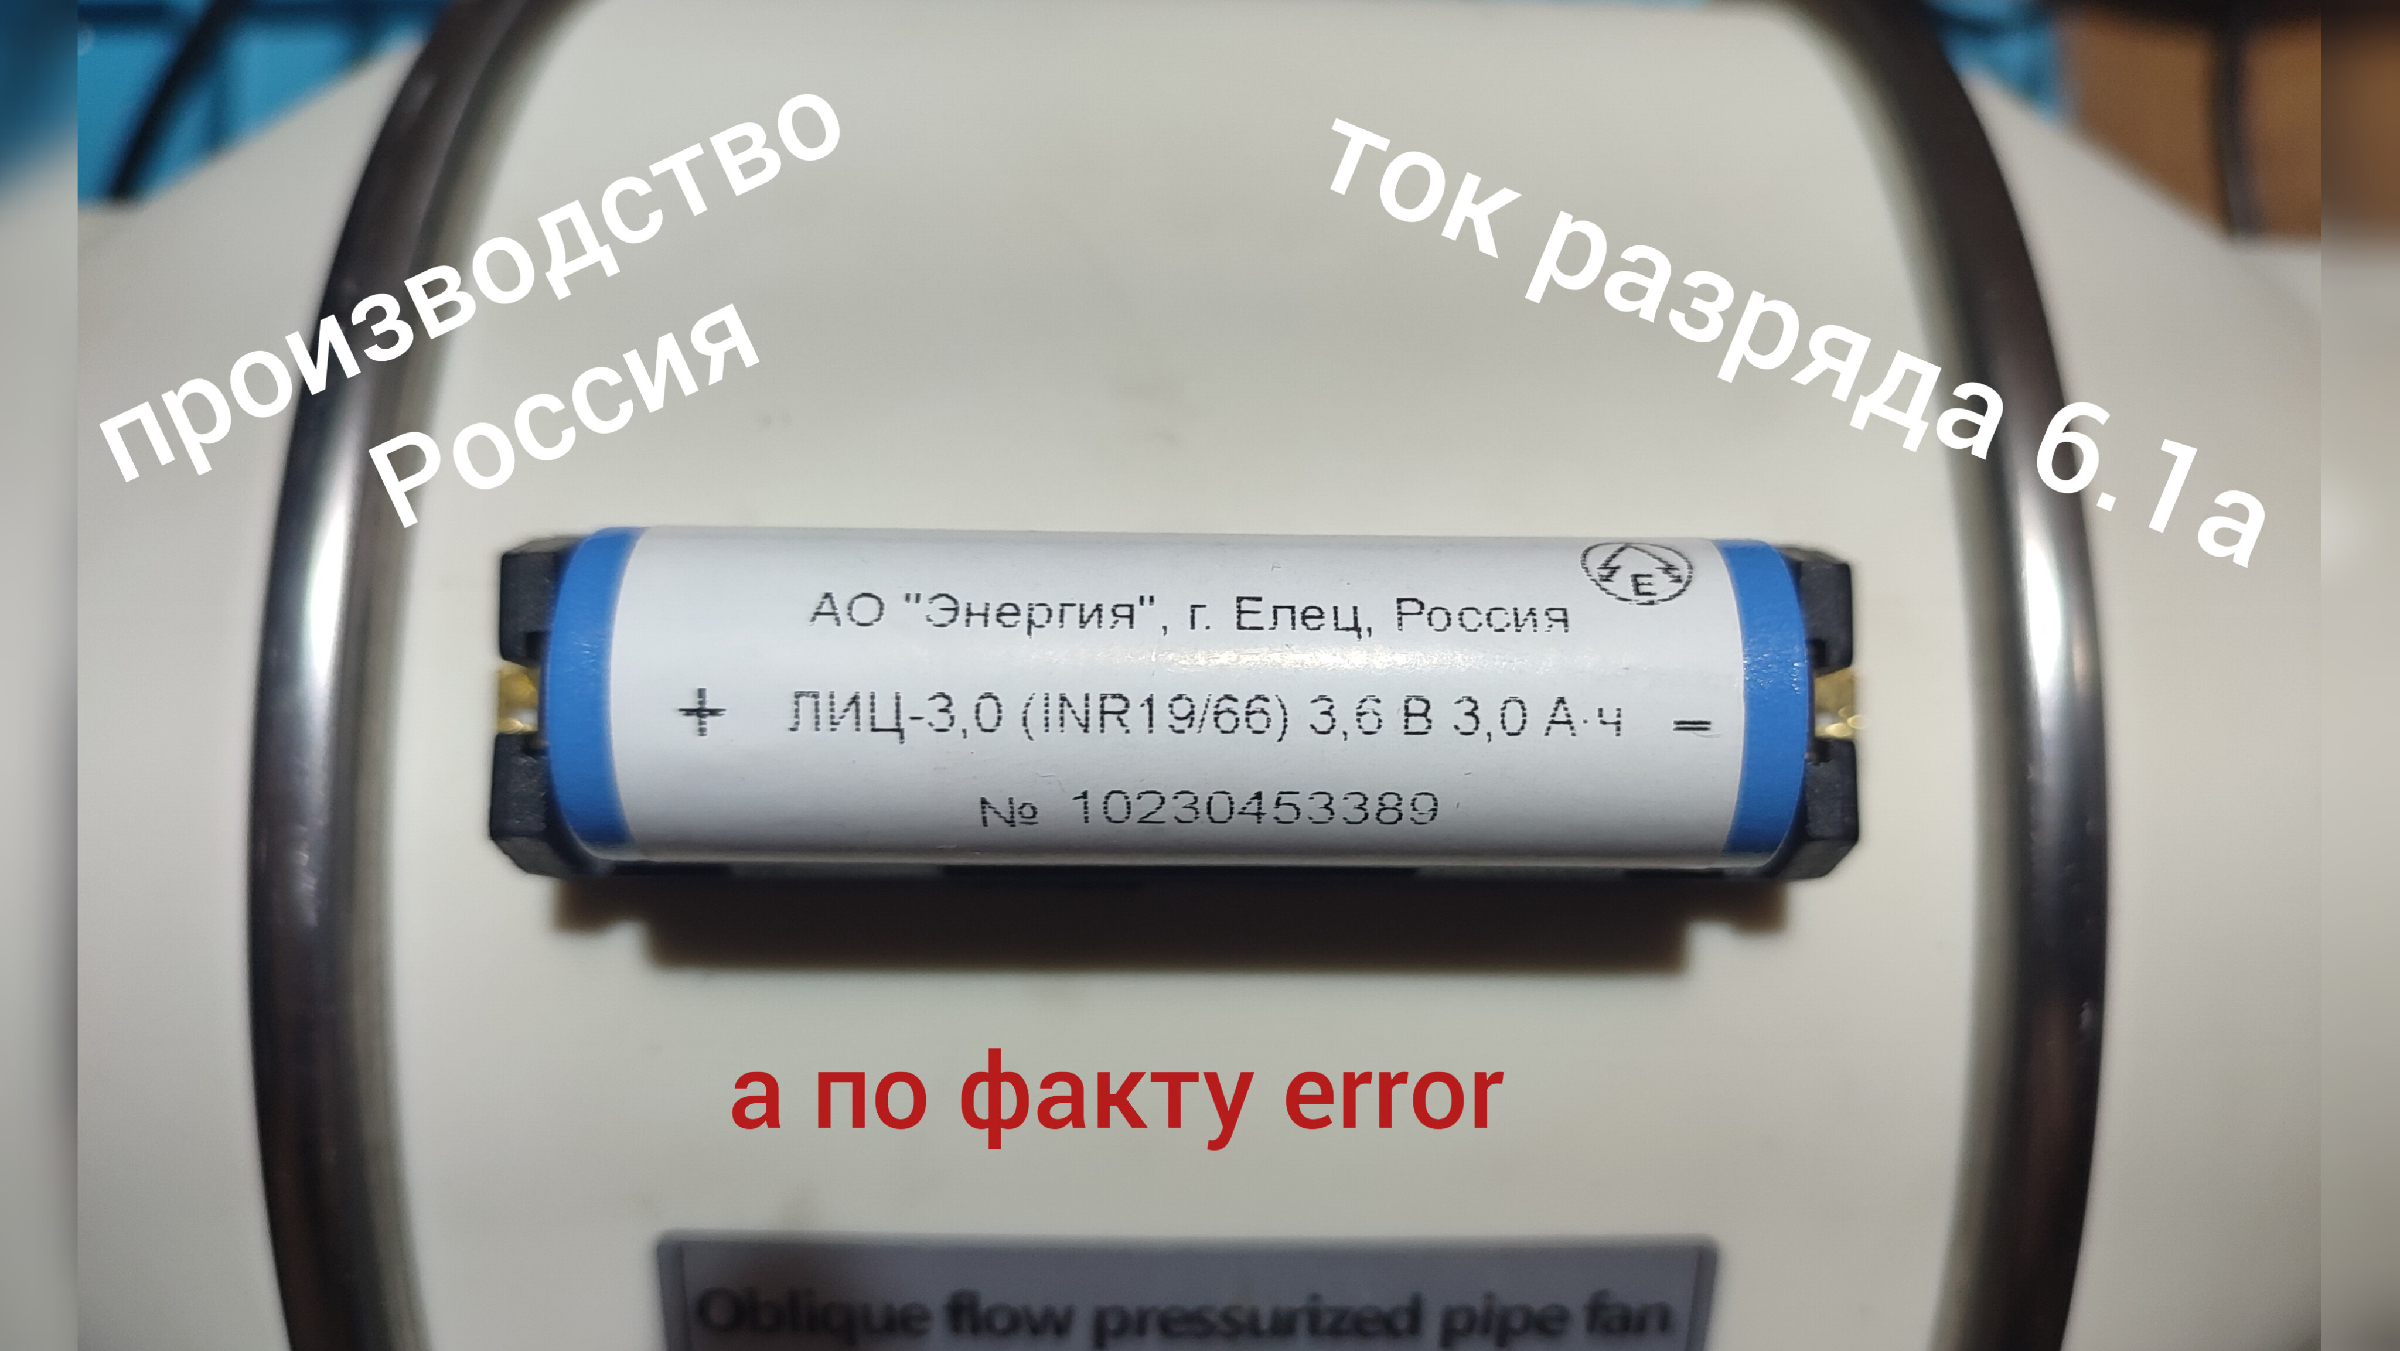 производство
Россия
ток разряда 6.1а
E
АО "Энергия", г. Елец, Россия
+ ЛИЦ-3,0 (INR19/66) 3,6 В 3,0 А·ч –
№ 10230453389
а по факту error
Oblique flow pressurized pipe fan